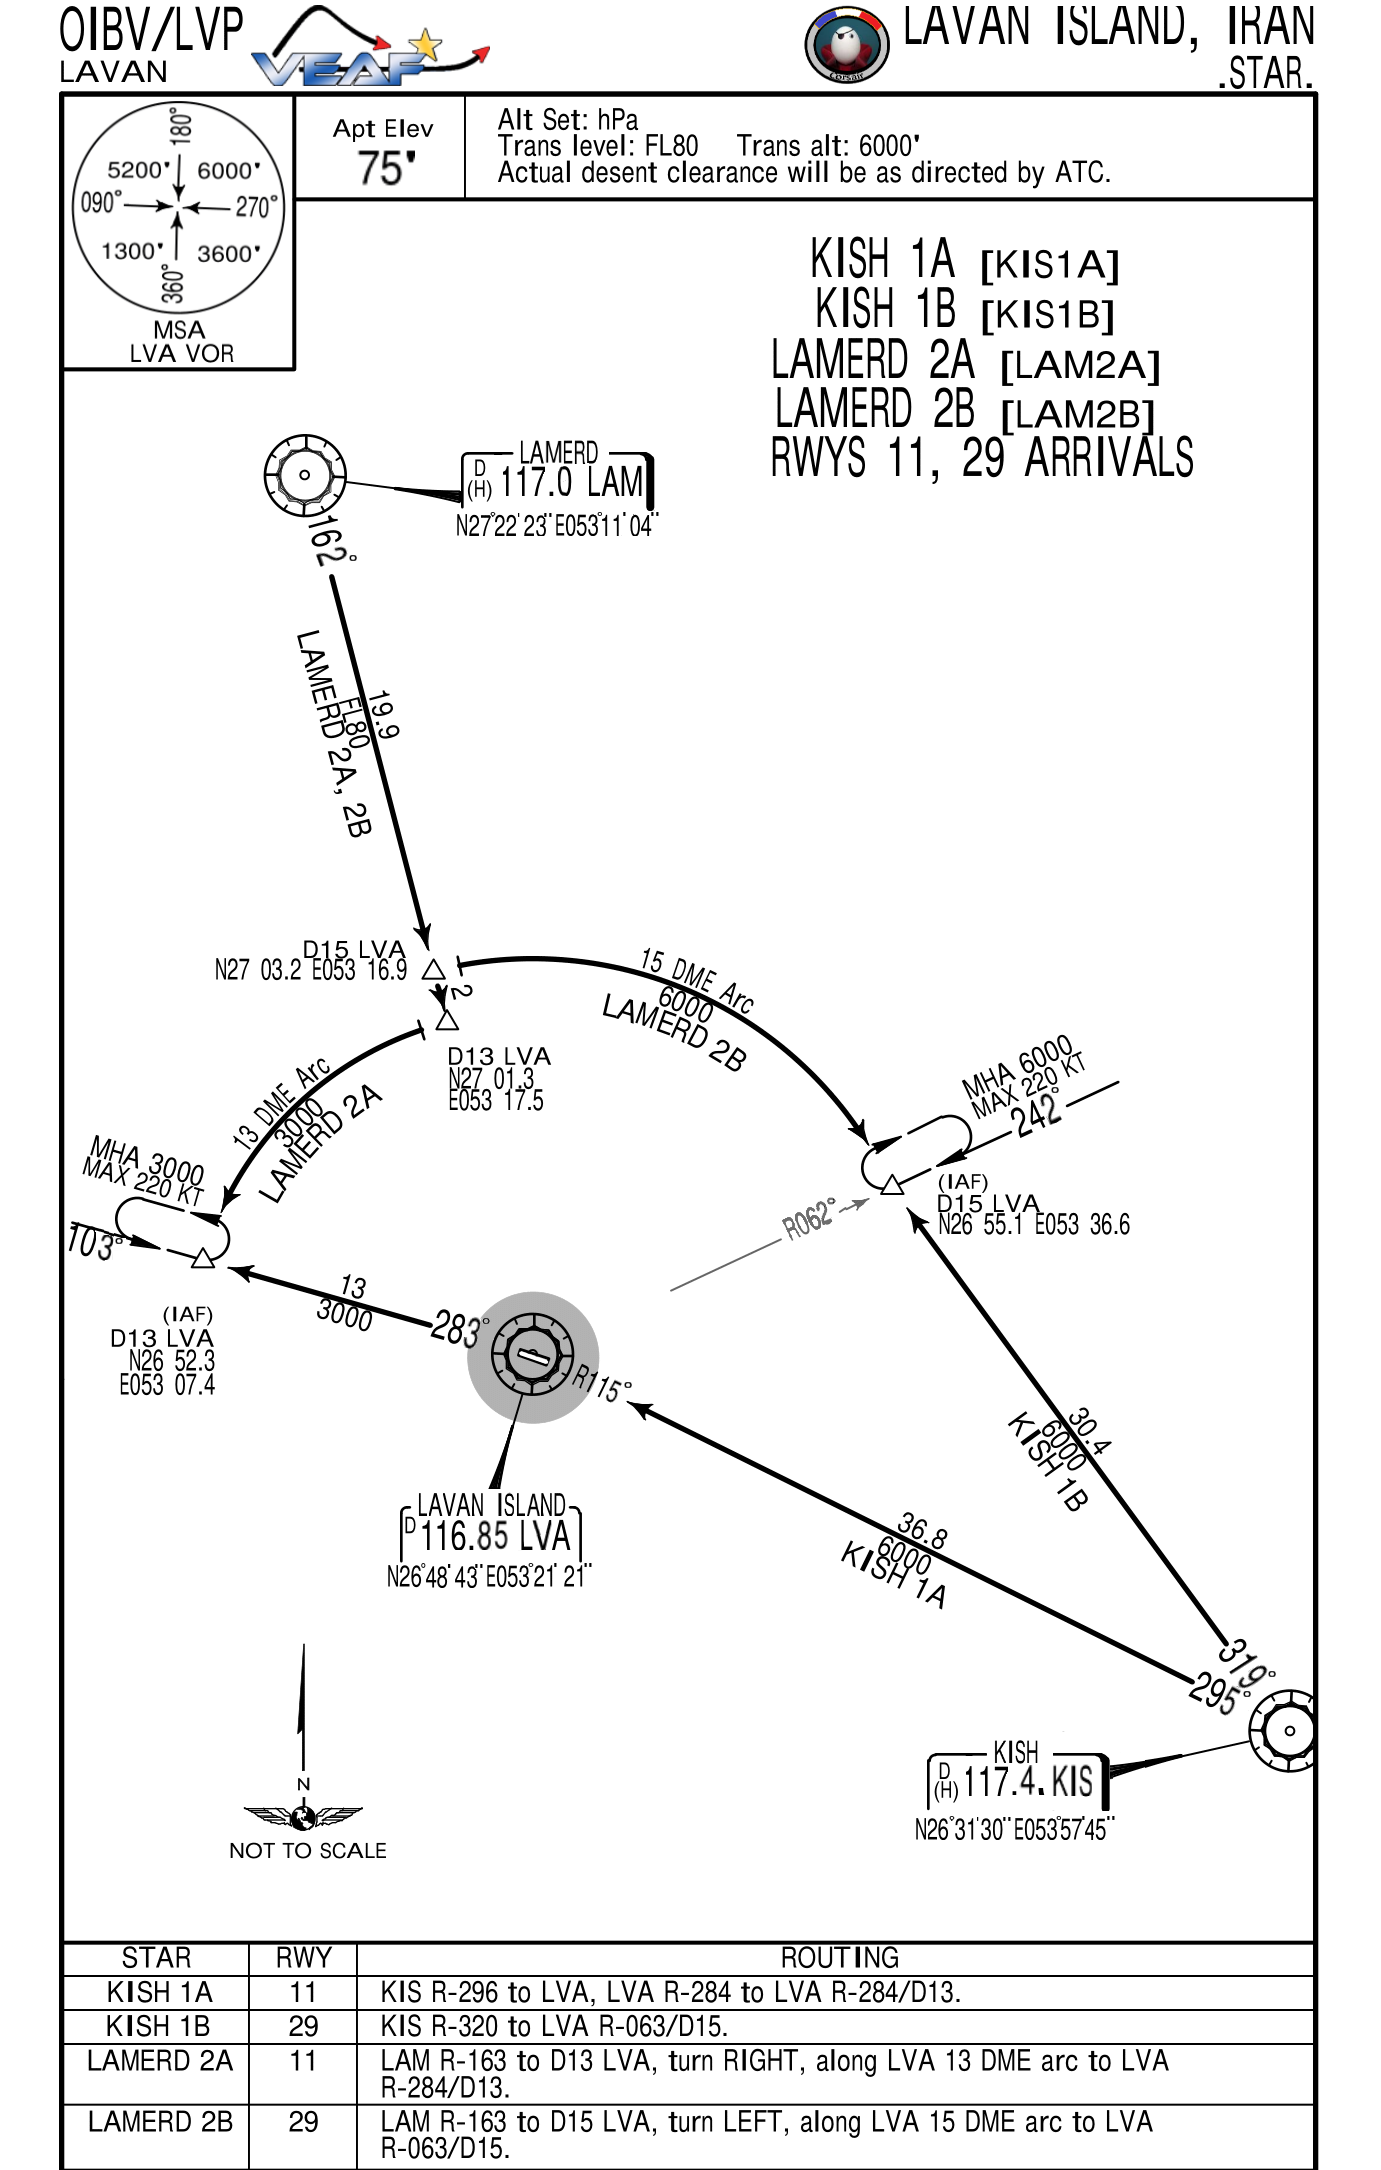 OIBV/LVP
LAVAN
VEAF
Corsair
LAVAN ISLAND, IRAN
.STAR.
180°
5200' 6000'
090° 270°
1300' 3600'
360°
MSA
LVA VOR
Apt Elev
75'
Alt Set: hPa
Trans level: FL80 Trans alt: 6000'
Actual desent clearance will be as directed by ATC.
KISH 1A [KIS1A]
KISH 1B [KIS1B]
LAMERD 2A [LAM2A]
LAMERD 2B [LAM2B]
RWYS 11, 29 ARRIVALS
LAMERD
D
(H) 117.0 LAM
N27°22'23" E053°11'04"
162°
19.9
FL80
LAMERD 2A, 2B
D15 LVA
N27 03.2 E053 16.9
2
D13 LVA
N27 01.3
E053 17.5
15 DME Arc
6000
LAMERD 2B
13 DME Arc
3000
LAMERD 2A
MHA 6000
MAX 220 KT
242°
(IAF)
D15 LVA
N26 55.1 E053 36.6
R062°
MHA 3000
MAX 220 KT
103°
(IAF)
D13 LVA
N26 52.3
E053 07.4
13
3000
283°
R115°
LAVAN ISLAND
D 116.85 LVA
N26°48'43" E053°21'21"
30.4
6000
KISH 1B
36.8
6000
KISH 1A
319°
295°
KISH
D
(H) 117.4. KIS
N26°31'30" E053°57'45"
N
NOT TO SCALE
STAR RWY ROUTING
KISH 1A 11 KIS R-296 to LVA, LVA R-284 to LVA R-284/D13.
KISH 1B 29 KIS R-320 to LVA R-063/D15.
LAMERD 2A 11 LAM R-163 to D13 LVA, turn RIGHT, along LVA 13 DME arc to LVA
R-284/D13.
LAMERD 2B 29 LAM R-163 to D15 LVA, turn LEFT, along LVA 15 DME arc to LVA
R-063/D15.